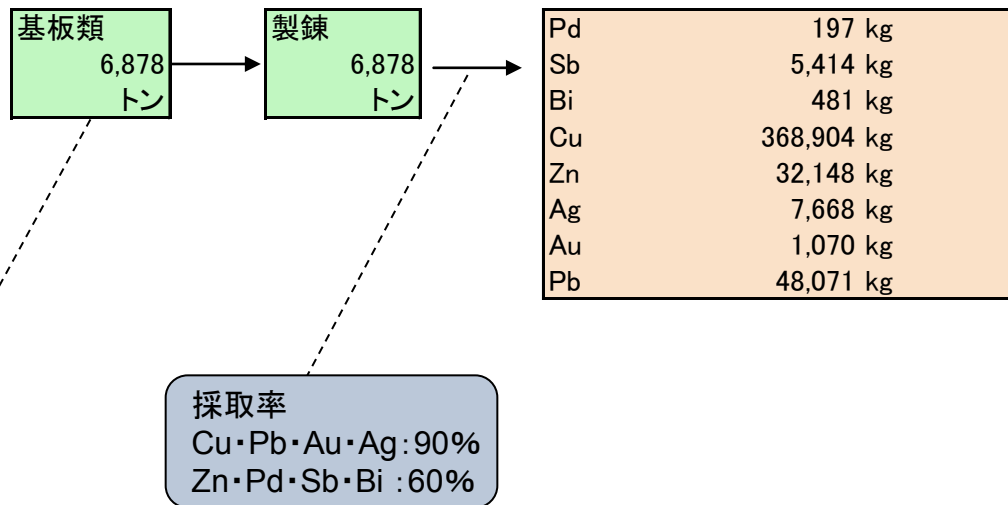 基板類
6,878
トン
製錬
6,878
トン
Pd 197 kg
Sb 5,414 kg
Bi 481 kg
Cu 368,904 kg
Zn 32,148 kg
Ag 7,668 kg
Au 1,070 kg
Pb 48,071 kg
採取率
Cu・Pb・Au・Ag：90%
Zn・Pd・Sb・Bi ：60%